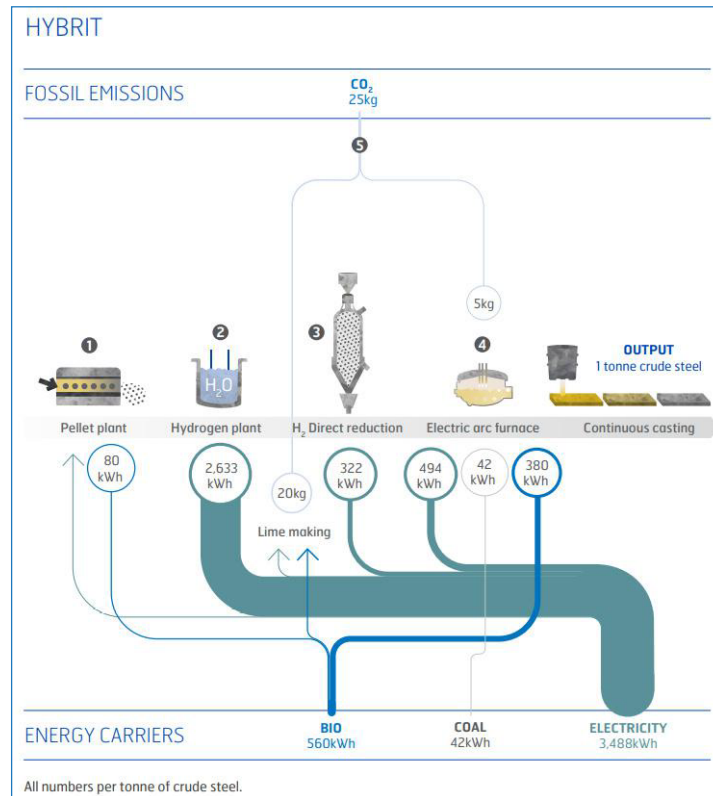 HYBRIT
FOSSIL EMISSIONS
CO₂
25kg
5
5kg
1
2
3
4
H₂O
OUTPUT
1 tonne crude steel
Pellet plant
Hydrogen plant
H₂ Direct reduction
Electric arc furnace
Continuous casting
80
kWh
2,633
kWh
20kg
322
kWh
494
kWh
42
kWh
380
kWh
Lime making
ENERGY CARRIERS
BIO
560kWh
COAL
42kWh
ELECTRICITY
3,488kWh
All numbers per tonne of crude steel.